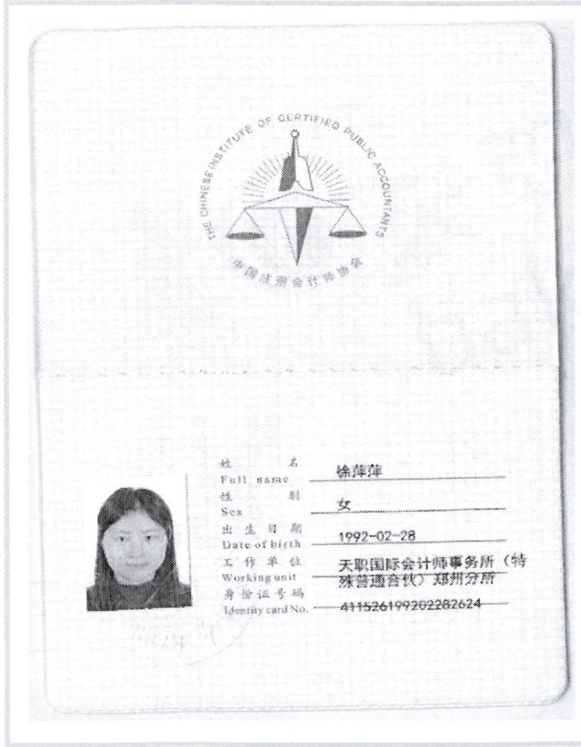 THE CHINESE INSTITUTE OF CERTIFIED PUBLIC ACCOUNTANTS
中国注册会计师协会
姓 名 徐萍萍
Full name
性 别 女
Sex
出生日期 1992-02-28
Date of birth
工作单位 天职国际会计师事务所（特
Working unit 殊普通合伙）郑州分所
身份证号码 411526199202282624
Identity card No.